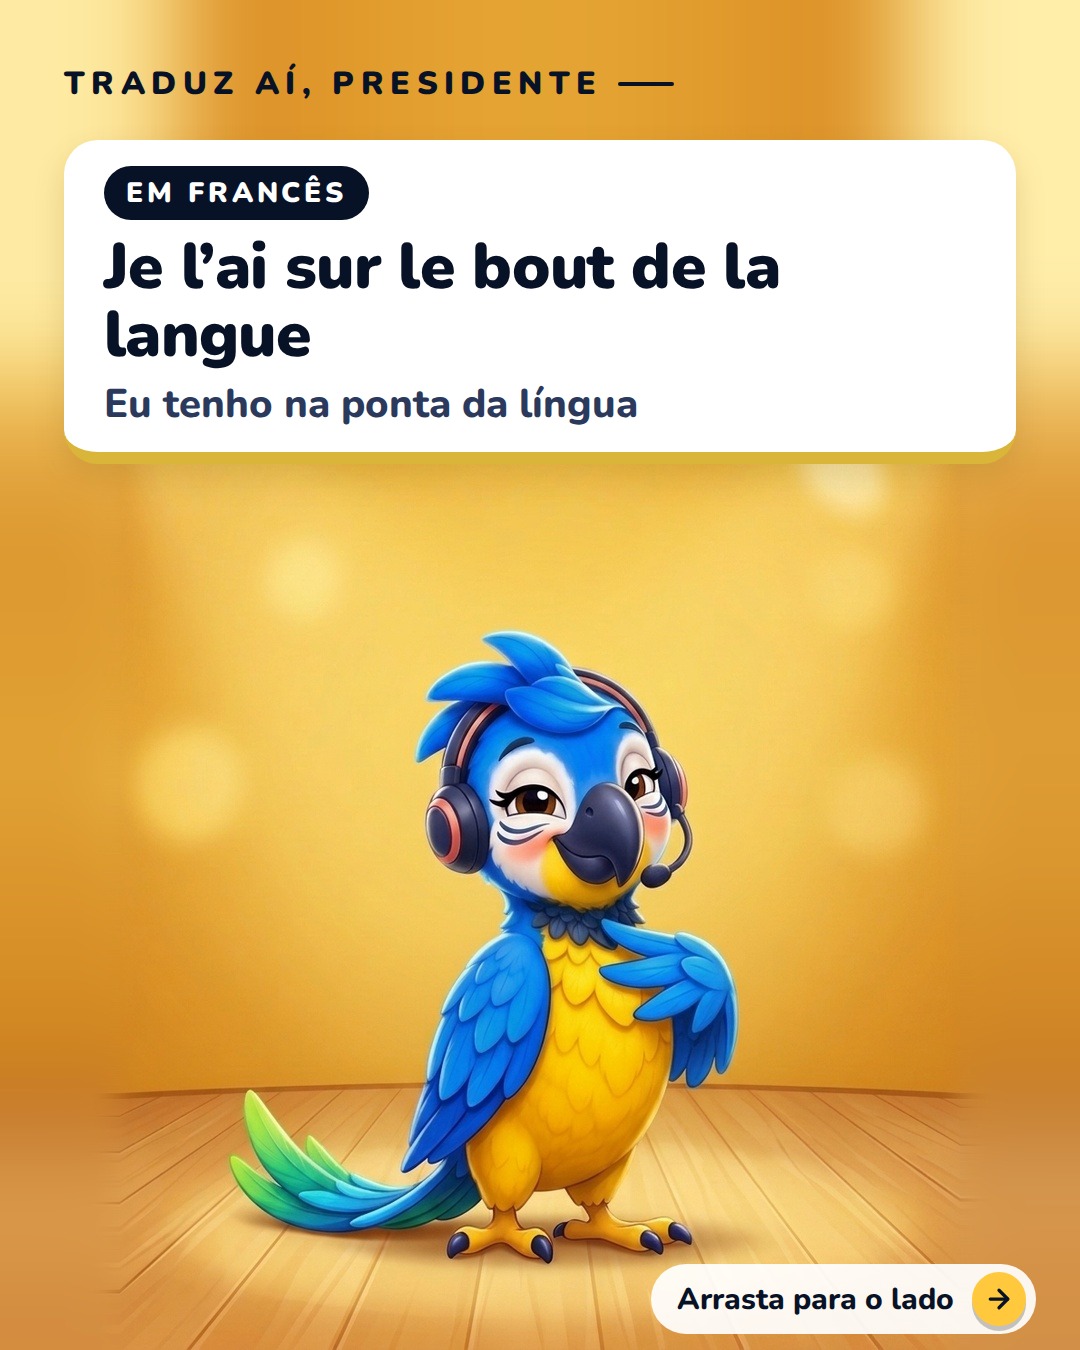 TRADUZ AÍ, PRESIDENTE —
EM FRANCÊS
Je l’ai sur le bout de la
langue
Eu tenho na ponta da língua
Arrasta para o lado →